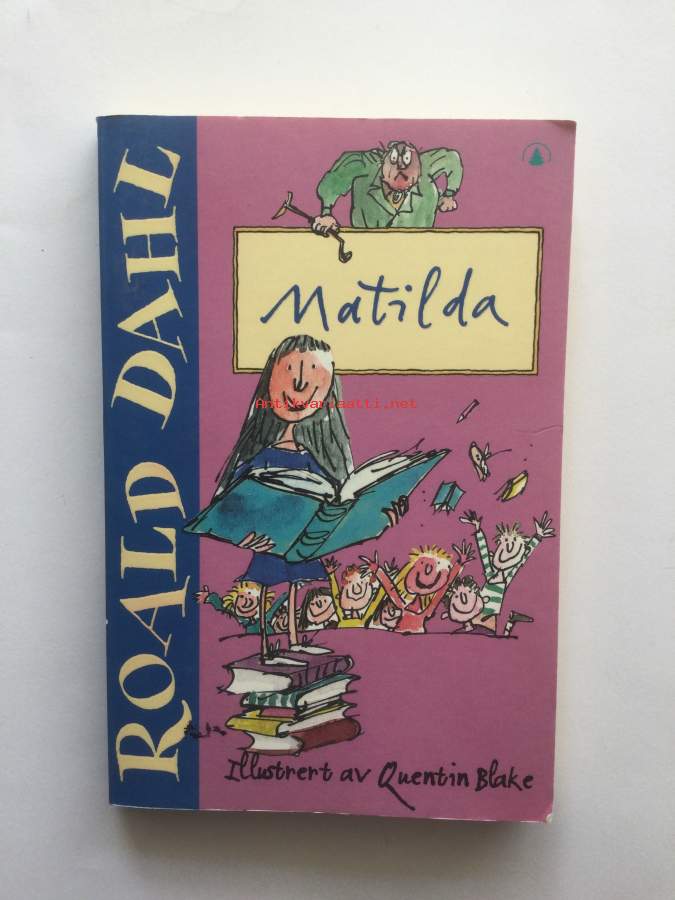 ROALD DAHL
Matilda
Antikvariaatti.net
Illustrert av Quentin Blake